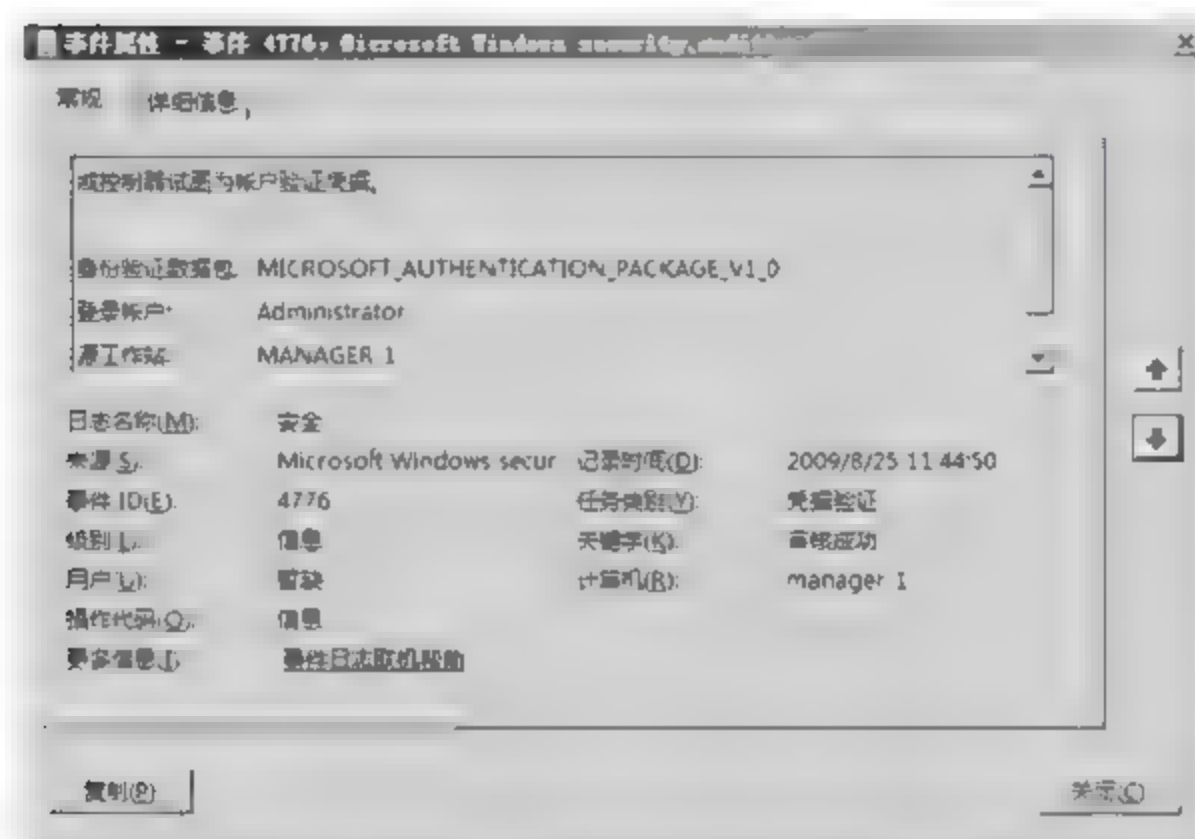 事件属性 - 事件 4776, Microsoft Windows security
常规 详细信息
域控制器试图为帐户验证凭据。
身份验证数据包: MICROSOFT_AUTHENTICATION_PACKAGE_V1_0
登录帐户: Administrator
源工作站: MANAGER 1
日志名称(M): 安全
来源(S): Microsoft Windows secur 记录时间(D): 2009/8/25 11:44:50
事件 ID(E): 4776 任务类别(Y): 凭据验证
级别(L): 信息 关键字(K): 审核成功
用户(U): 暂缺 计算机(R): manager 1
操作代码(O): 信息
更多信息(I): 事件日志联机帮助
复制(P) 关闭(C)